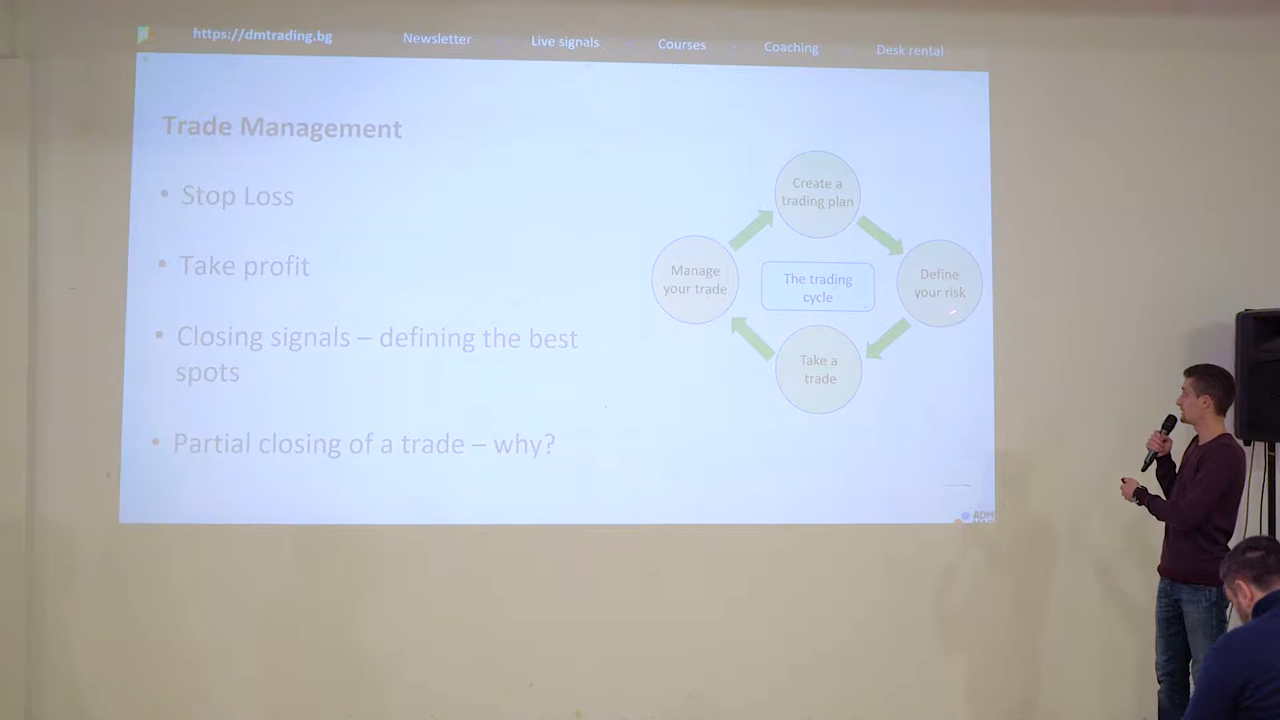 https://dmtrading.bg Newsletter Live signals Courses Coaching Desk rental
Trade Management
• Stop Loss
• Take profit
• Closing signals – defining the best
spots
• Partial closing of a trade – why?
Create a
trading plan
Define
your risk
Take a
trade
Manage
your trade
The trading
cycle
ADM